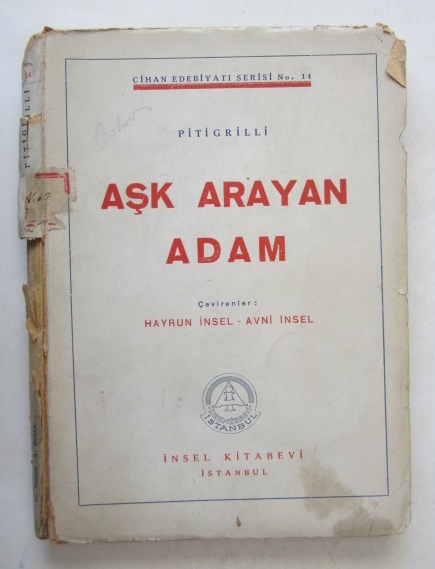 CİHAN EDEBİYATI SERİSİ No. 14
PİTİGRİLLİ
AŞK ARAYAN
ADAM
Çevirenler:
HAYRUN İNSEL - AVNİ İNSEL
İSTANBUL
İNSEL KİTABEVİ
İSTANBUL
PİTİGRİLLİ